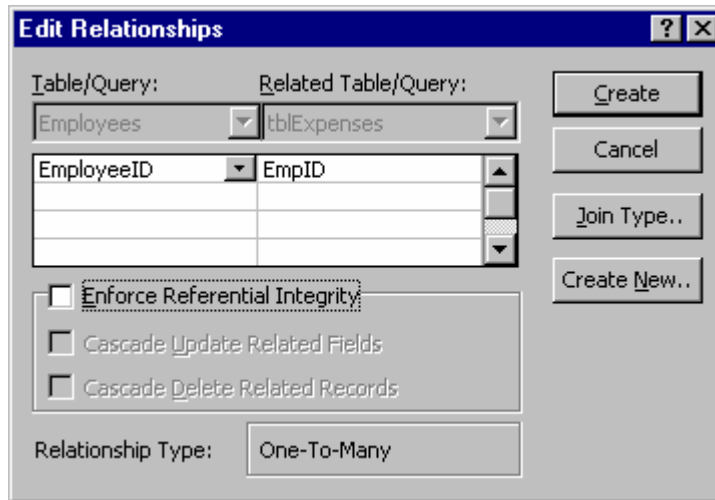 Edit Relationships
Table/Query: Related Table/Query:
Employees tblExpenses
EmployeeID EmpID
Enforce Referential Integrity
Cascade Update Related Fields
Cascade Delete Related Records
Relationship Type: One-To-Many
Create
Cancel
Join Type..
Create New..